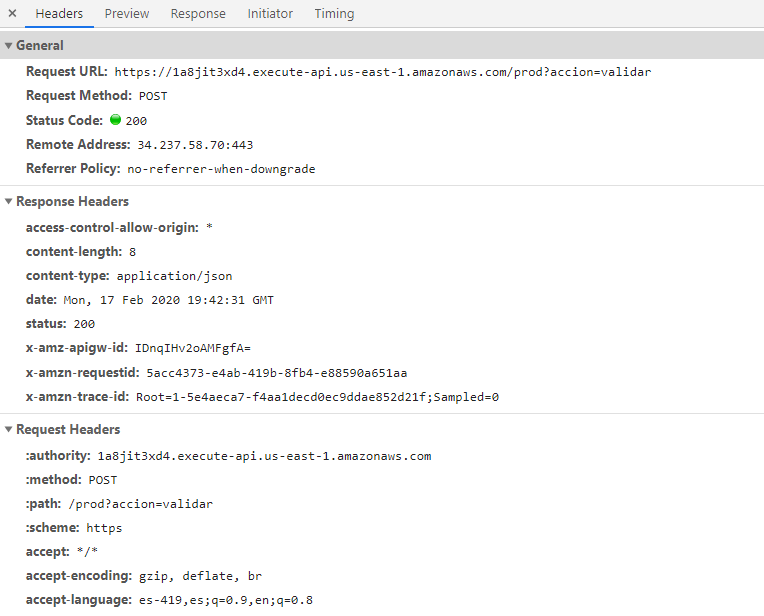 × Headers Preview Response Initiator Timing
▼ General
Request URL: https://1a8jit3xd4.execute-api.us-east-1.amazonaws.com/prod?accion=validar
Request Method: POST
Status Code: 200
Remote Address: 34.237.58.70:443
Referrer Policy: no-referrer-when-downgrade
▼ Response Headers
access-control-allow-origin: *
content-length: 8
content-type: application/json
date: Mon, 17 Feb 2020 19:42:31 GMT
status: 200
x-amz-apigw-id: IDnqIHv2oAMFgfA=
x-amzn-requestid: 5acc4373-e4ab-419b-8fb4-e88590a651aa
x-amzn-trace-id: Root=1-5e4aeca7-f4aa1decd0ec9ddae852d21f;Sampled=0
▼ Request Headers
:authority: 1a8jit3xd4.execute-api.us-east-1.amazonaws.com
:method: POST
:path: /prod?accion=validar
:scheme: https
accept: */*
accept-encoding: gzip, deflate, br
accept-language: es-419,es;q=0.9,en;q=0.8